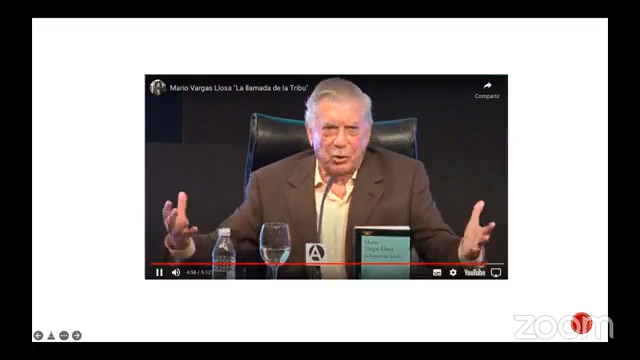 Mario Vargas Llosa "La llamada de la Tribu"
Compartir
A
Mario
Vargas Llosa
4:56 / 5:12
YouTube
zoom